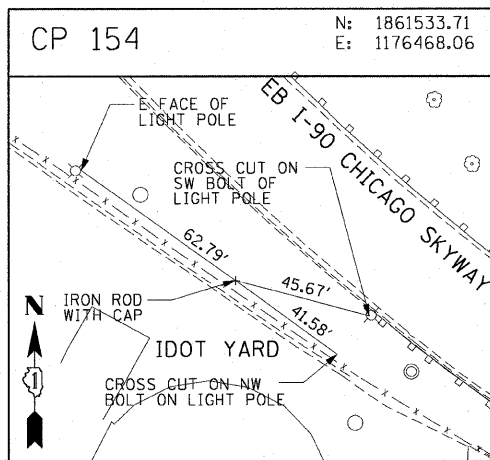 CP 154
N: 1861533.71
E: 1176468.06
E FACE OF
LIGHT POLE
EB I-90 CHICAGO SKYWAY
CROSS CUT ON
SW BOLT OF
LIGHT POLE
62.79'
45.67'
41.58'
N
1
IRON ROD
WITH CAP
IDOT YARD
CROSS CUT ON NW
BOLT ON LIGHT POLE